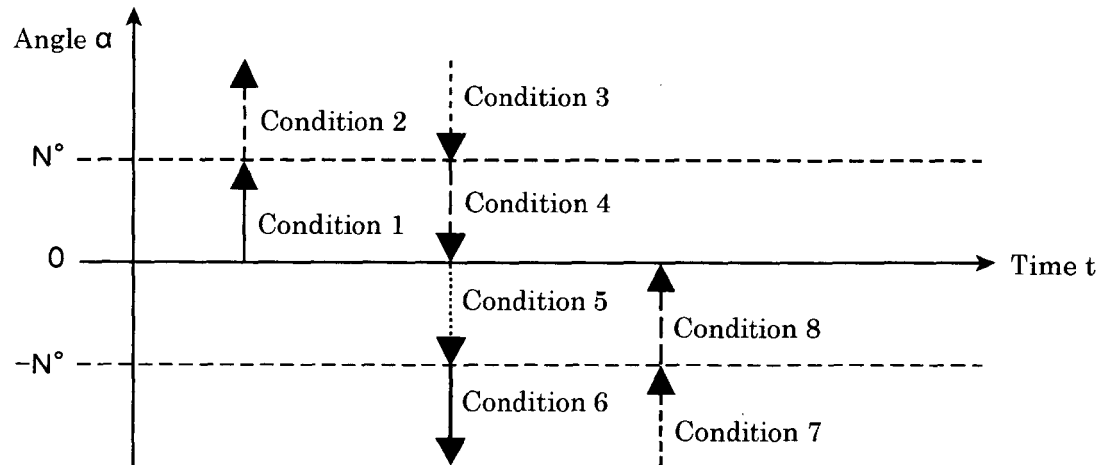 Angle α
Condition 3
Condition 2
N°
Condition 4
Condition 1
0
Time t
Condition 5
Condition 8
−N°
Condition 6
Condition 7